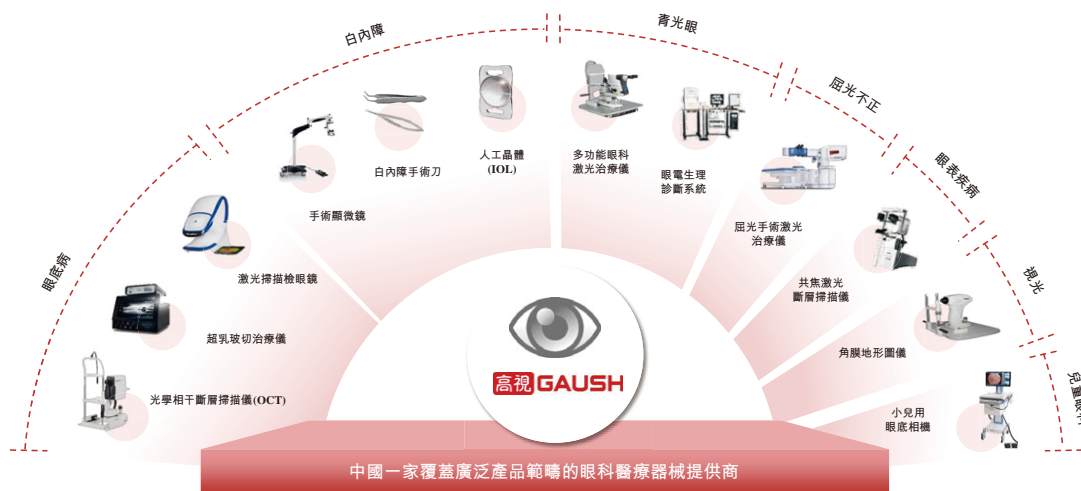 白內障
青光眼
屈光不正
眼表疾病
視光
兒童眼科
眼底病
人工晶體
(IOL)
多功能眼科
激光治療儀
白內障手術刀
眼電生理
診斷系統
手術顯微鏡
屈光手術激光
治療儀
激光掃描檢眼鏡
共焦激光
斷層掃描儀
超乳玻切治療儀
角膜地形圖儀
光學相干斷層掃描儀(OCT)
小兒用
眼底相機
高視 GAUSH
中國一家覆蓋廣泛產品範疇的眼科醫療器械提供商